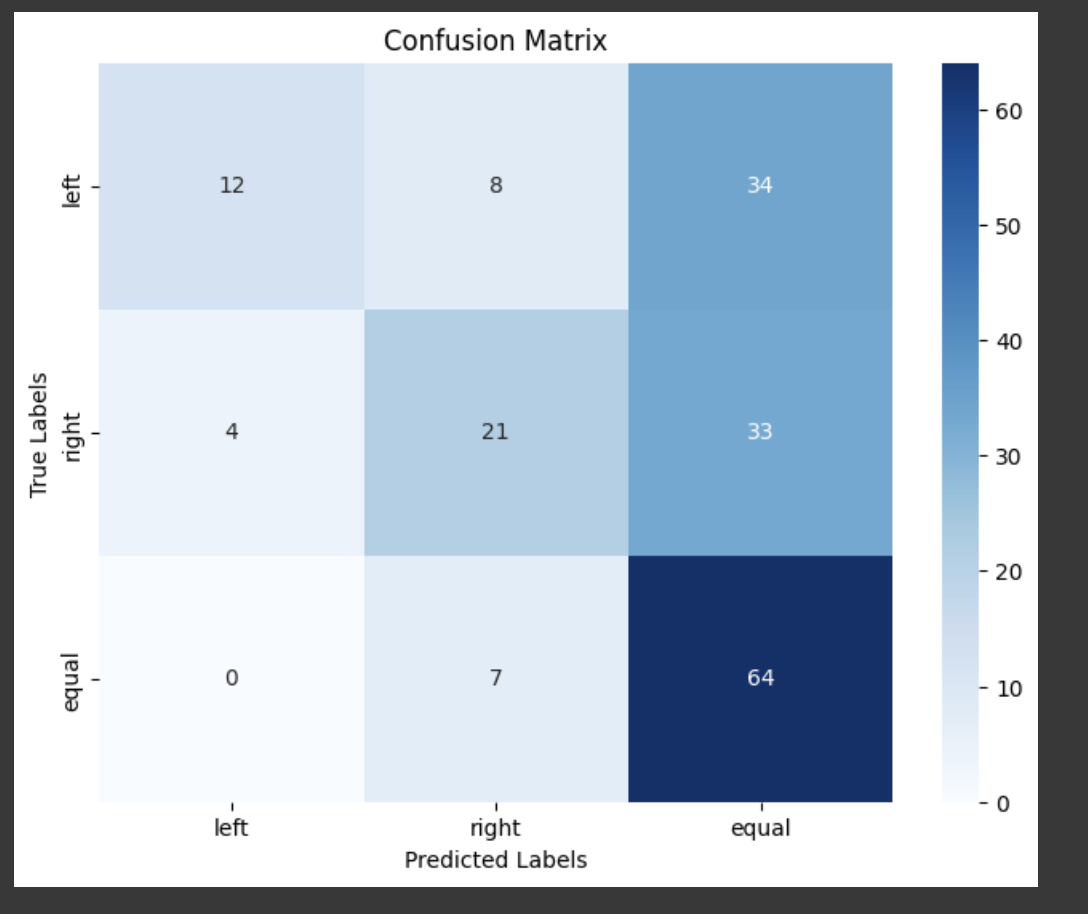 Confusion Matrix
left 12 8 34
right 4 21 33
equal 0 7 64
True Labels
left right equal
Predicted Labels
60
50
40
30
20
10
0